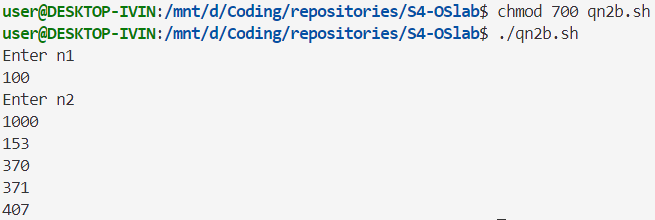 user@DESKTOP-IVIN:/mnt/d/Coding/repositories/S4-OSlab$ chmod 700 qn2b.sh
user@DESKTOP-IVIN:/mnt/d/Coding/repositories/S4-OSlab$ ./qn2b.sh
Enter n1
100
Enter n2
1000
153
370
371
407